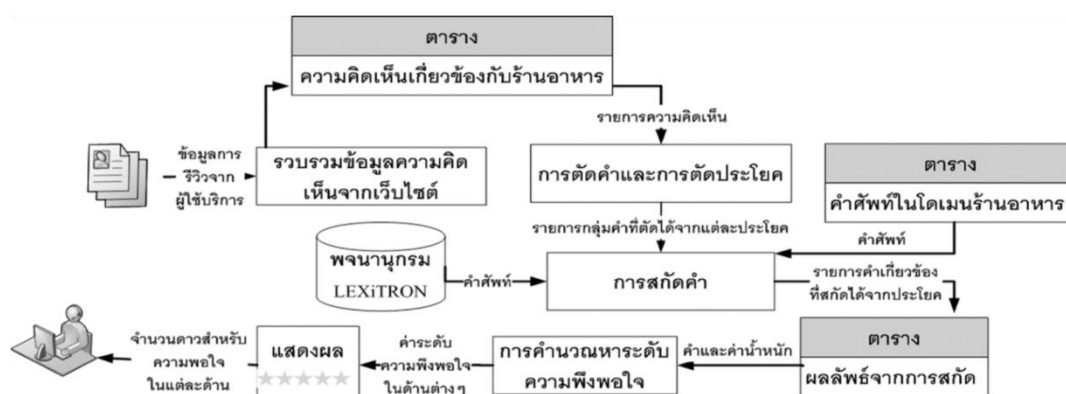 ตาราง
ความคิดเห็นเกี่ยวข้องกับร้านอาหาร
รายการความคิดเห็น
ข้อมูลการ
รีวิวจาก
ผู้ใช้บริการ
รวบรวมข้อมูลความคิด
เห็นจากเว็บไซต์
การตัดคำและการตัดประโยค
ตาราง
คำศัพท์ในโดเมนร้านอาหาร
รายการกลุ่มคำที่ตัดได้จากแต่ละประโยค
คำศัพท์
พจนานุกรม
LEXiTRON
คำศัพท์
การสกัดคำ
รายการคำเกี่ยวข้อง
ที่สกัดได้จากประโยค
จำนวนดาวสำหรับ
ความพอใจ
ในแต่ละด้าน
แสดงผล
ค่าระดับ
ความพึงพอใจ
ในด้านต่างๆ
การคำนวณหาระดับ
ความพึงพอใจ
คำและค่าน้ำหนัก
ตาราง
ผลลัพธ์จากการสกัด